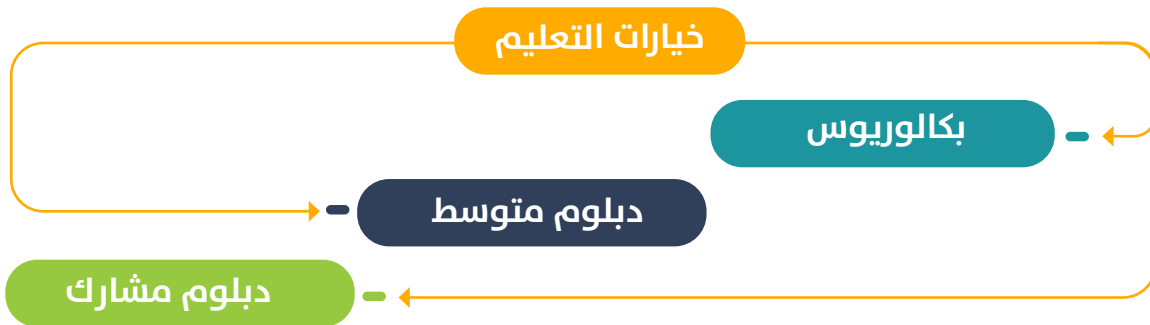 خيارات التعليم
بكالوريوس
دبلوم متوسط
دبلوم مشارك